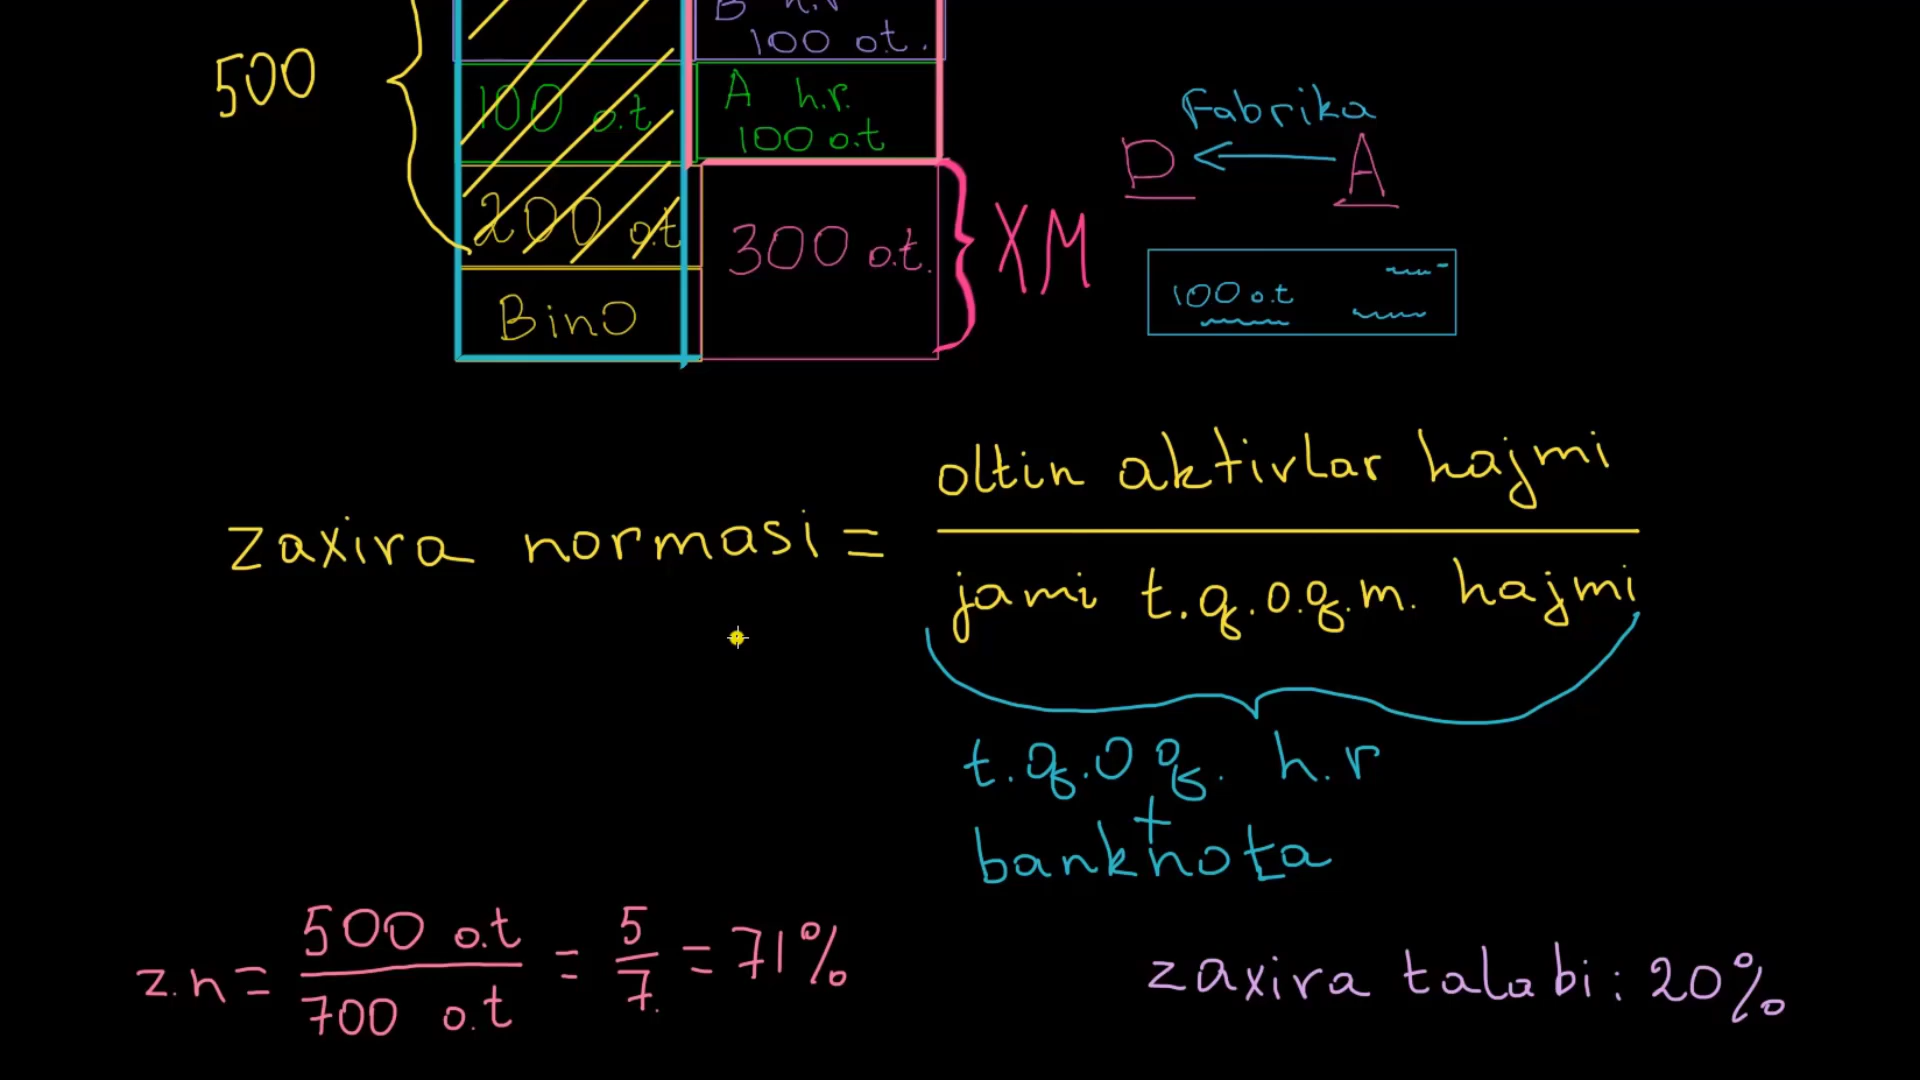 B h.r
100 o.t.
500
100 o.t
A h.r.
100 o.t
Fabrika
D A
200 o.t
300 o.t.
XM
100 o.t
Bino
zaxira normasi =
oltin aktivlar hajmi
jami t.q.o.q.m. hajmi
t.q.o q. h.r
+
banknota
z.n = 500 o.t / 700 o.t = 5/7 = 71%
zaxira talabi: 20%